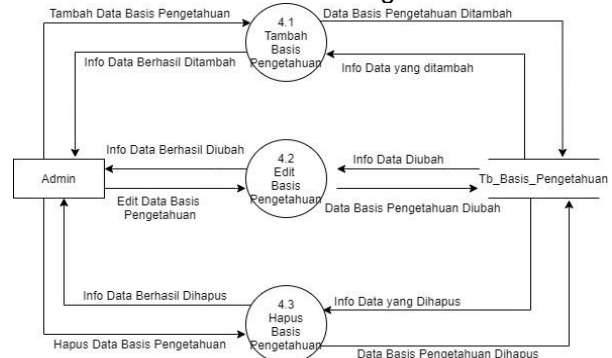 Tambah Data Basis Pengetahuan
Data Basis Pengetahuan Ditambah
4.1
Tambah
Basis
Pengetahuan
Info Data Berhasil Ditambah
Info Data yang ditambah
Info Data Berhasil Diubah
4.2
Edit
Basis
Pengetahuan
Info Data Diubah
Admin
Tb_Basis_Pengetahuan
Edit Data Basis
Pengetahuan
Data Basis Pengetahuan Diubah
Info Data Berhasil Dihapus
4.3
Hapus
Basis
Pengetahuan
Info Data yang Dihapus
Hapus Data Basis Pengetahuan
Data Basis Pengetahuan Dihapus